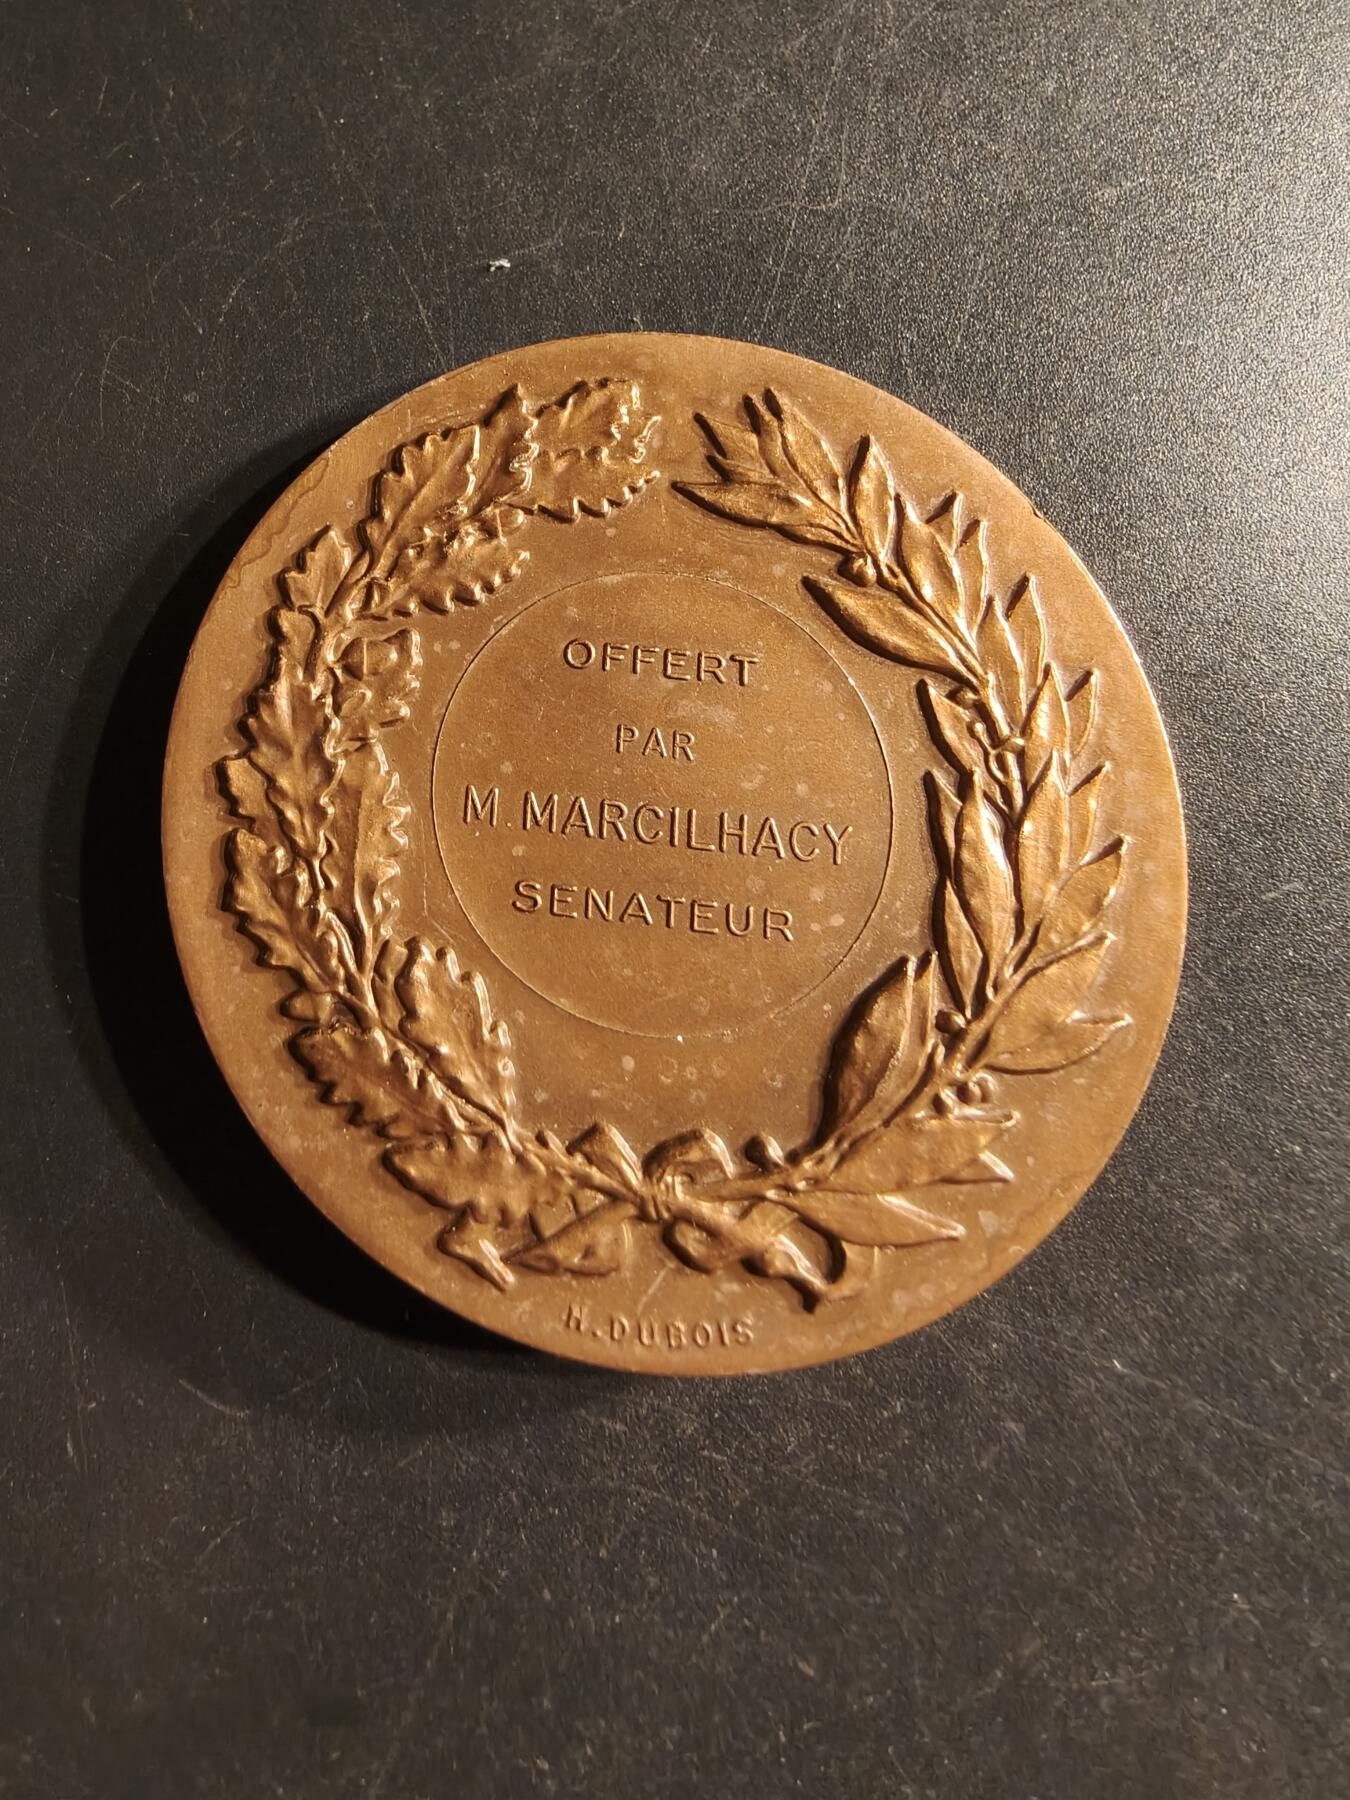 OFFERT
PAR
M. MARCILHACY
SENATEUR
H. DUBOIS